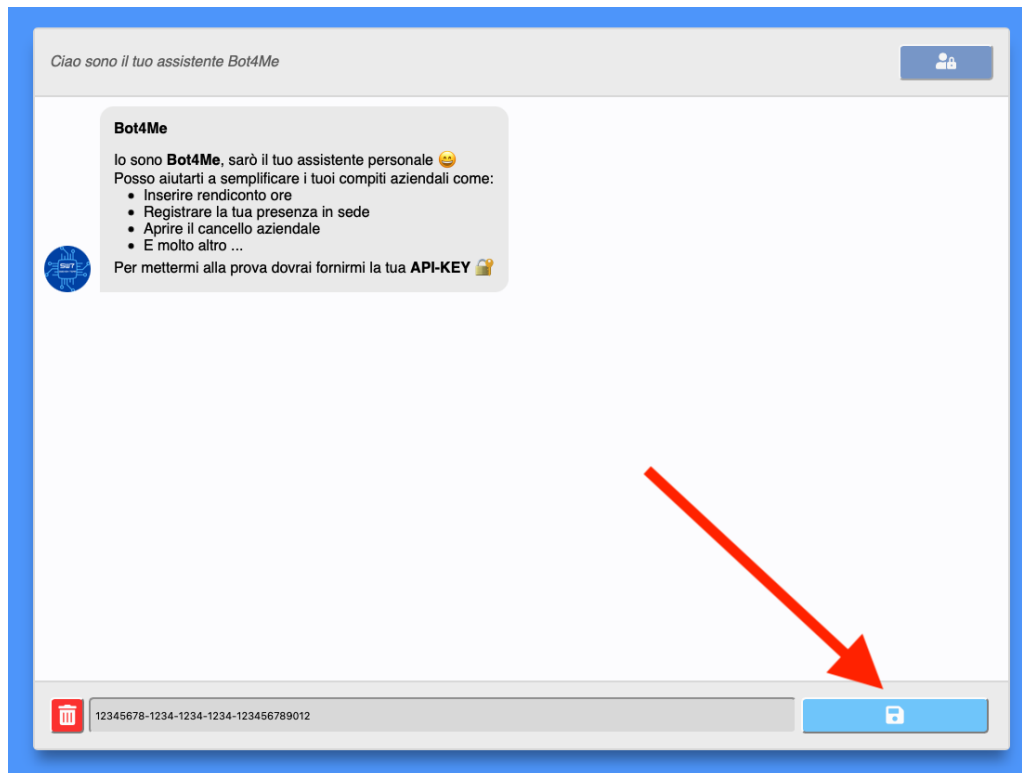 Ciao sono il tuo assistente Bot4Me
Bot4Me
Io sono Bot4Me, sarò il tuo assistente personale 😀
Posso aiutarti a semplificare i tuoi compiti aziendali come:
• Inserire rendiconto ore
• Registrare la tua presenza in sede
• Aprire il cancello aziendale
• E molto altro ...
Per mettermi alla prova dovrai fornirmi la tua API-KEY 🔐
SET
12345678-1234-1234-1234-123456789012